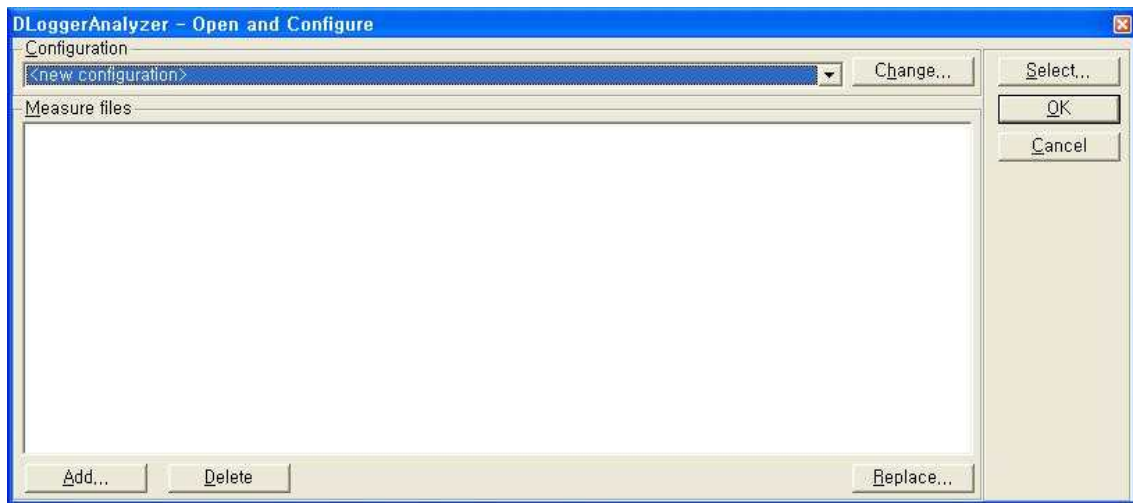 DLoggerAnalyzer - Open and Configure
Configuration
<new configuration>
Change...
Select...
Measure files
OK
Cancel
Add...
Delete
Replace...